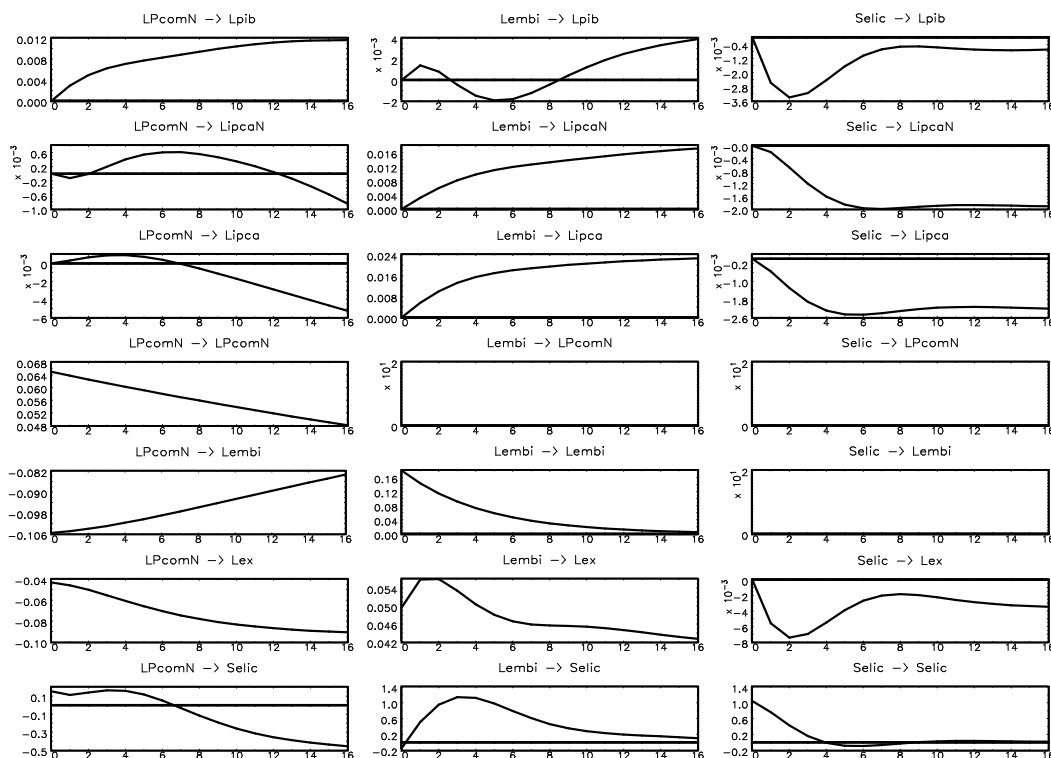 LPcomN -> Lpib
0.012
0.008
0.004
0.000
0 2 4 6 8 10 12 14 16
Lembi -> Lpib
x 10^-3
4
2
0
-2
0 2 4 6 8 10 12 14 16
Selic -> Lpib
x 10^-3
-0.4
-1.2
-2.0
-2.8
-3.6
0 2 4 6 8 10 12 14 16
LPcomN -> LipcaN
x 10^-3
0.6
0.2
-0.2
-0.6
-1.0
0 2 4 6 8 10 12 14 16
Lembi -> LipcaN
0.016
0.012
0.008
0.004
0.000
0 2 4 6 8 10 12 14 16
Selic -> LipcaN
x 10^-3
-0.0
-0.4
-0.8
-1.2
-1.6
-2.0
0 2 4 6 8 10 12 14 16
LPcomN -> Lipca
x 10^-3
0
-2
-4
-6
0 2 4 6 8 10 12 14 16
Lembi -> Lipca
0.024
0.016
0.008
0.000
0 2 4 6 8 10 12 14 16
Selic -> Lipca
x 10^-3
-0.2
-1.0
-1.8
-2.6
0 2 4 6 8 10 12 14 16
LPcomN -> LPcomN
0.068
0.064
0.060
0.056
0.052
0.048
0 2 4 6 8 10 12 14 16
Lembi -> LPcomN
x 10^1
2
0
0 2 4 6 8 10 12 14 16
Selic -> LPcomN
x 10^1
2
0
0 2 4 6 8 10 12 14 16
LPcomN -> Lembi
-0.082
-0.090
-0.098
-0.106
0 2 4 6 8 10 12 14 16
Lembi -> Lembi
0.16
0.12
0.08
0.04
0.00
0 2 4 6 8 10 12 14 16
Selic -> Lembi
x 10^1
2
0
0 2 4 6 8 10 12 14 16
LPcomN -> Lex
-0.04
-0.06
-0.08
-0.10
0 2 4 6 8 10 12 14 16
Lembi -> Lex
0.054
0.050
0.046
0.042
0 2 4 6 8 10 12 14 16
Selic -> Lex
x 10^-3
0
-2
-4
-6
-8
0 2 4 6 8 10 12 14 16
LPcomN -> Selic
0.1
-0.1
-0.3
-0.5
0 2 4 6 8 10 12 14 16
Lembi -> Selic
1.4
1.0
0.6
0.2
-0.2
0 2 4 6 8 10 12 14 16
Selic -> Selic
1.4
1.0
0.6
0.2
-0.2
0 2 4 6 8 10 12 14 16